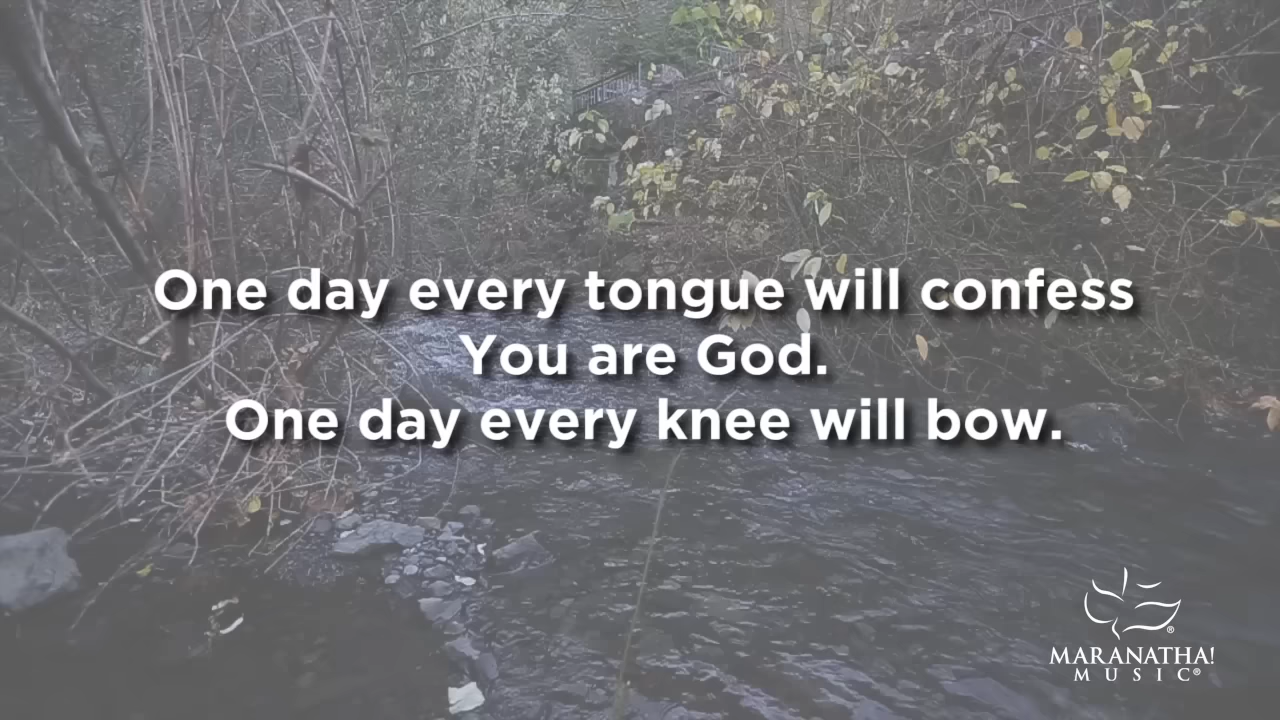 One day every tongue will confess
You are God.
One day every knee will bow.
MARANATHA!
MUSIC®